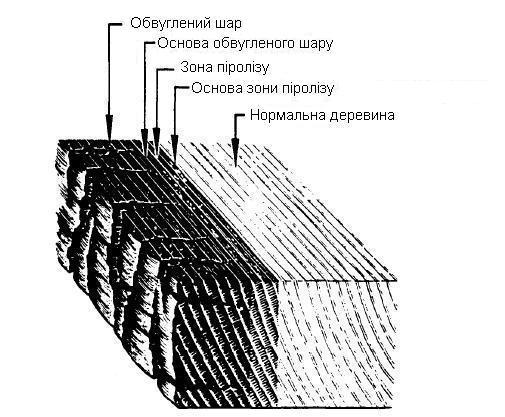 Обвуглений шар
Основа обвугленого шару
Зона піролізу
Основа зони піролізу
Нормальна деревина